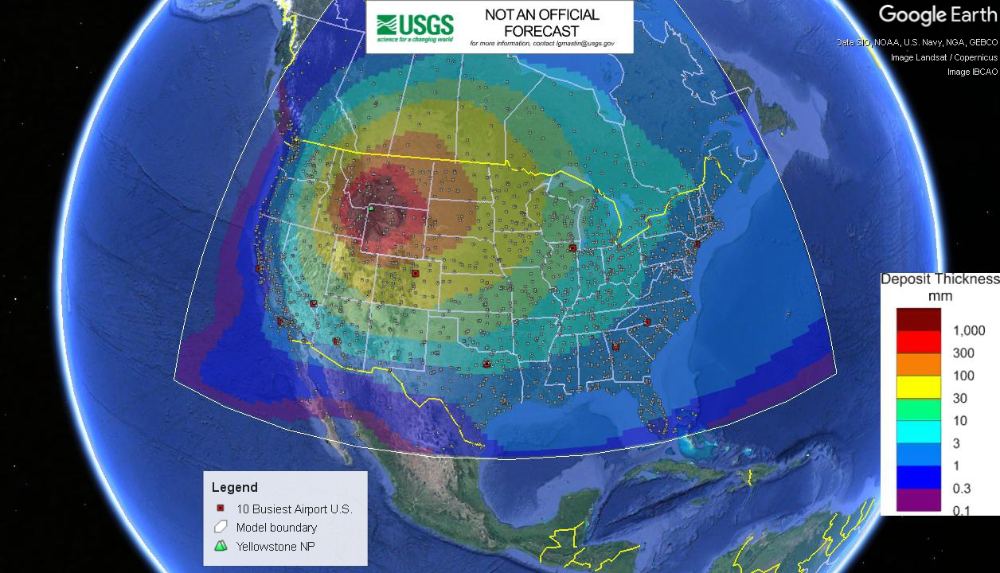 USGS
science for a changing world
NOT AN OFFICIAL
FORECAST
for more information, contact lgmastin@usgs.gov
Google Earth
Data SIO, NOAA, U.S. Navy, NGA, GEBCO
Image Landsat / Copernicus
Image IBCAO
Deposit Thickness
mm
1,000
300
100
30
10
3
1
0.3
0.1
Legend
10 Busiest Airport U.S.
Model boundary
Yellowstone NP